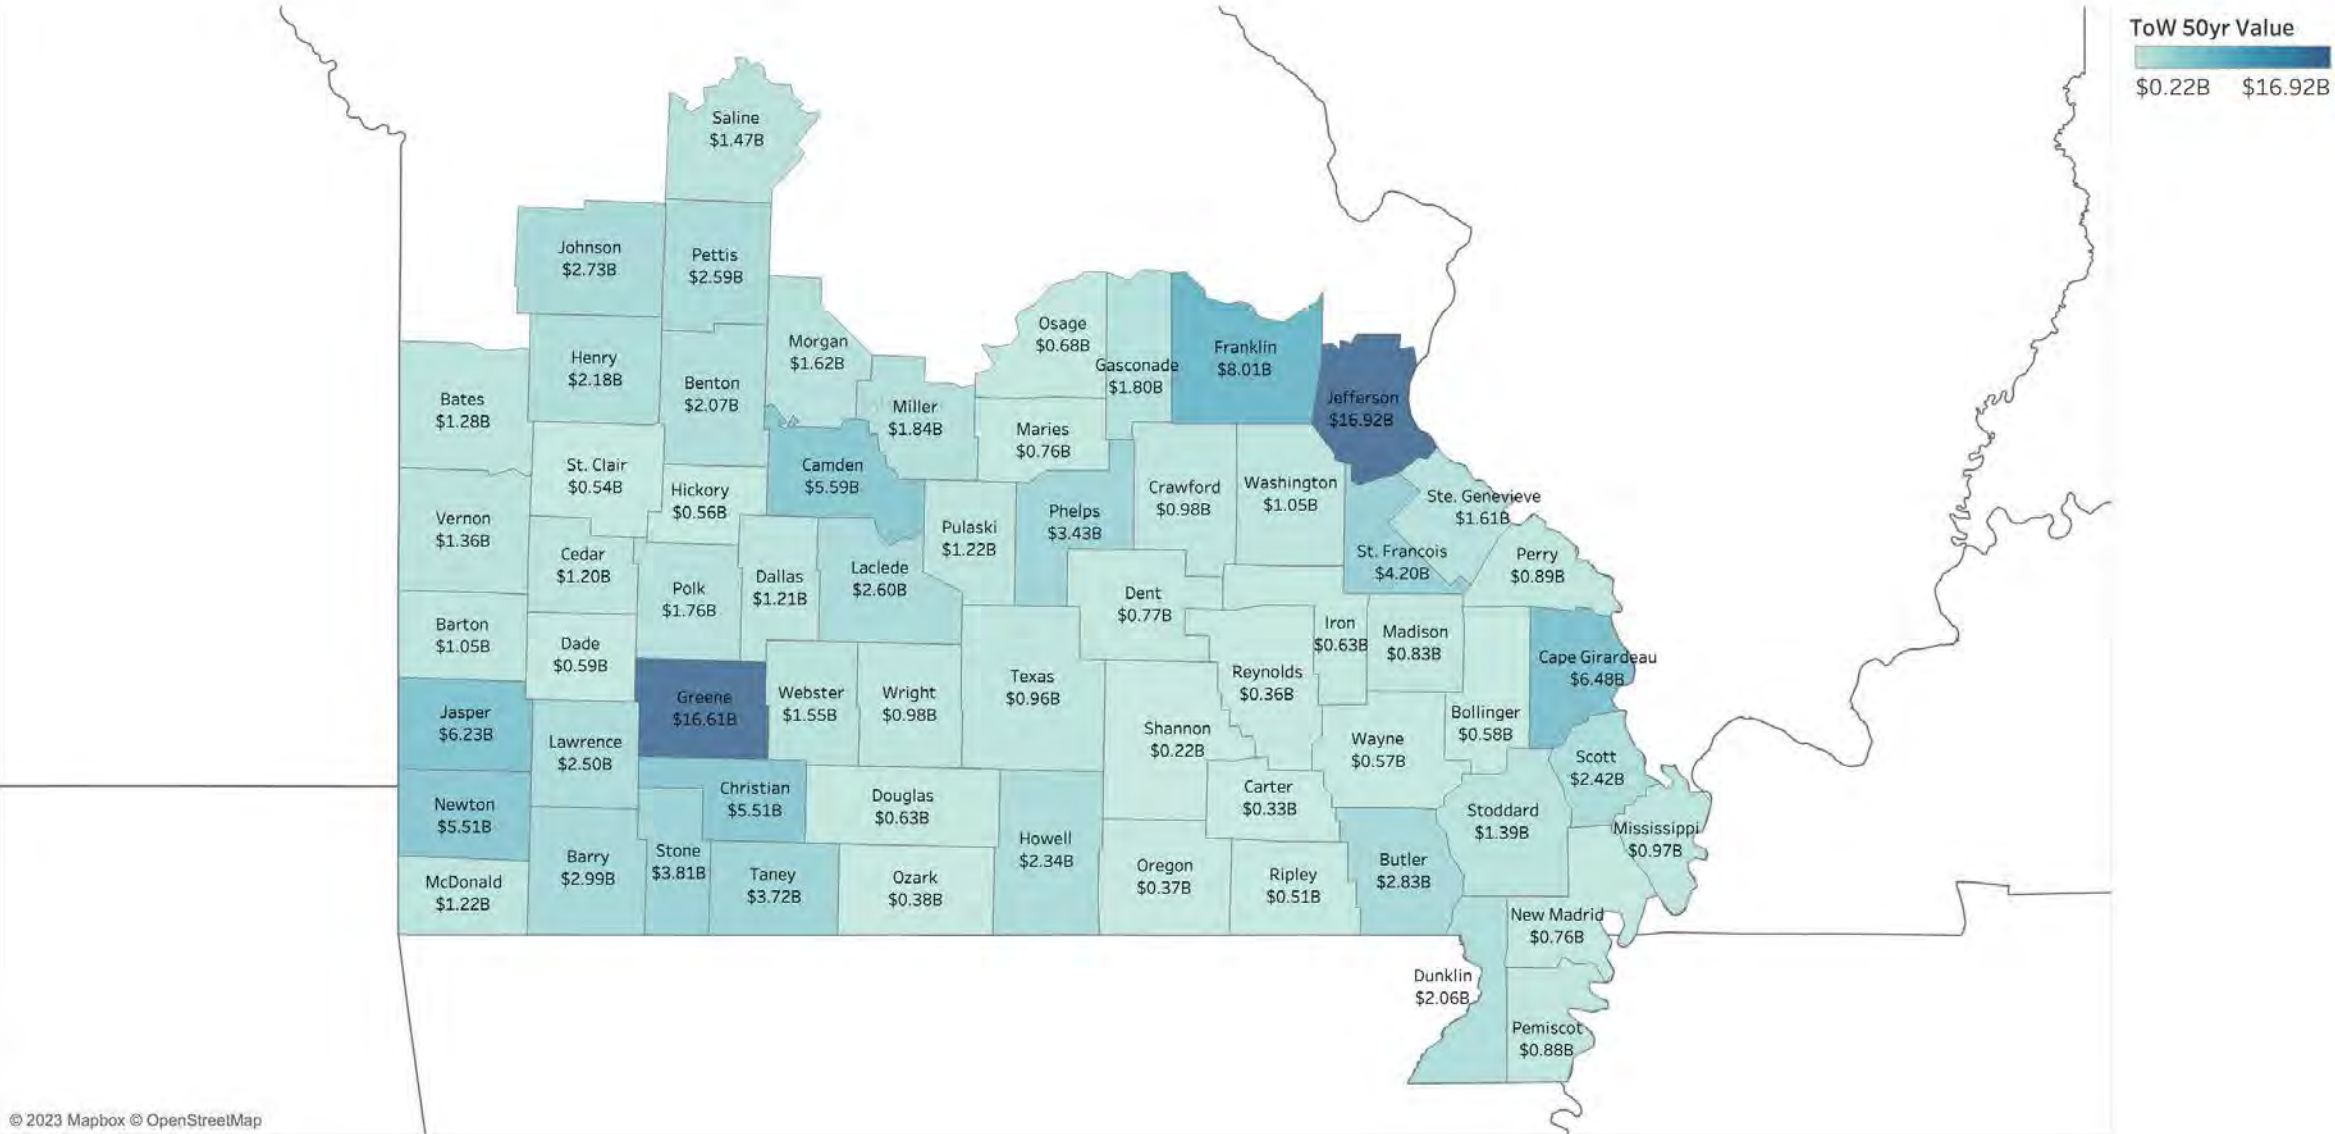 ToW 50yr Value
$0.22B $16.92B
Saline
$1.47B
Johnson
$2.73B
Pettis
$2.59B
Henry
$2.18B
Benton
$2.07B
Morgan
$1.62B
Miller
$1.84B
Osage
$0.68B
Gasconade
$1.80B
Franklin
$8.01B
Jefferson
$16.92B
Bates
$1.28B
Maries
$0.76B
St. Clair
$0.54B
Hickory
$0.56B
Camden
$5.59B
Vernon
$1.36B
Cedar
$1.20B
Polk
$1.76B
Dallas
$1.21B
Laclede
$2.60B
Pulaski
$1.22B
Phelps
$3.43B
Crawford
$0.98B
Washington
$1.05B
Ste. Genevieve
$1.61B
St. Francois
$4.20B
Perry
$0.89B
Barton
$1.05B
Dade
$0.59B
Dent
$0.77B
Iron
$0.63B
Madison
$0.83B
Cape Girardeau
$6.48B
Jasper
$6.23B
Lawrence
$2.50B
Greene
$16.61B
Webster
$1.55B
Wright
$0.98B
Texas
$0.96B
Reynolds
$0.36B
Shannon
$0.22B
Wayne
$0.57B
Bollinger
$0.58B
Scott
$2.42B
Newton
$5.51B
Christian
$5.51B
Douglas
$0.63B
Carter
$0.33B
Stoddard
$1.39B
Mississippi
$0.97B
McDonald
$1.22B
Barry
$2.99B
Stone
$3.81B
Taney
$3.72B
Ozark
$0.38B
Howell
$2.34B
Oregon
$0.37B
Ripley
$0.51B
Butler
$2.83B
New Madrid
$0.76B
Dunklin
$2.06B
Pemiscot
$0.88B
© 2023 Mapbox © OpenStreetMap